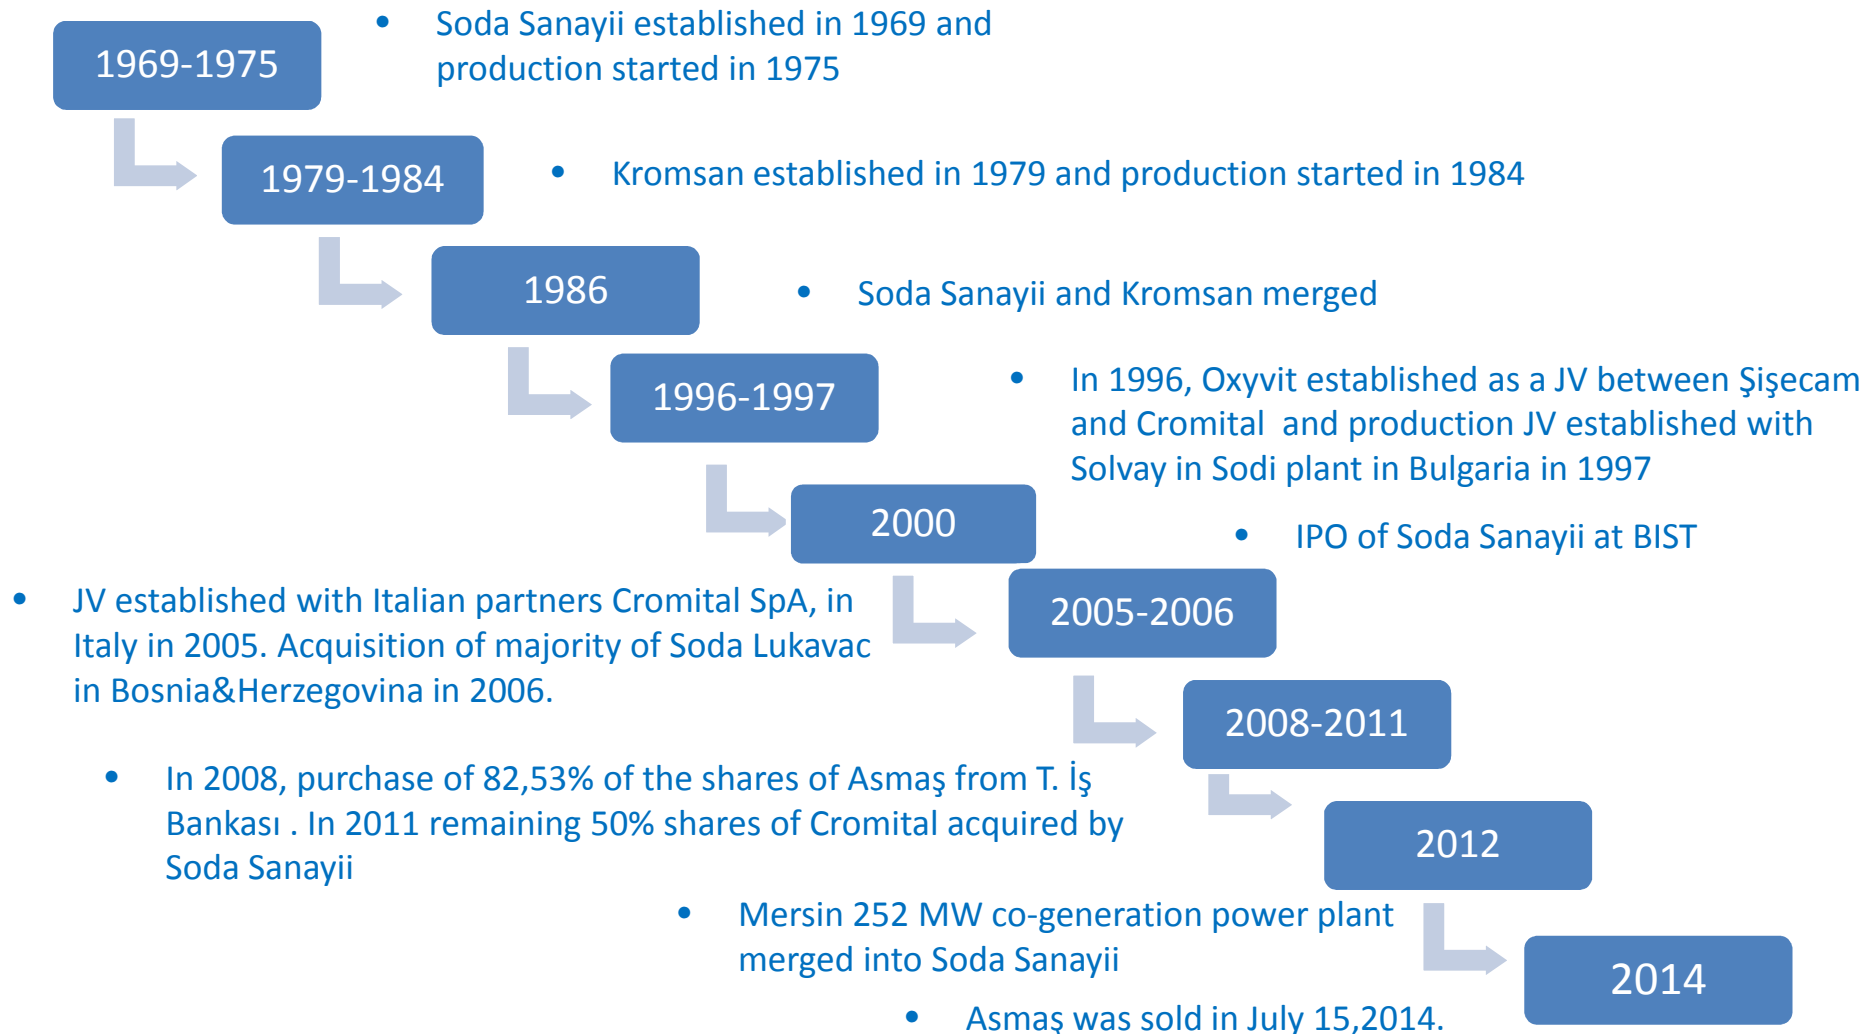 1969-1975
• Soda Sanayii established in 1969 and
production started in 1975
1979-1984
• Kromsan established in 1979 and production started in 1984
1986
• Soda Sanayii and Kromsan merged
1996-1997
• In 1996, Oxyvit established as a JV between Şişecam
and Cromital and production JV established with
Solvay in Sodi plant in Bulgaria in 1997
2000
• IPO of Soda Sanayii at BIST
2005-2006
• JV established with Italian partners Cromital SpA, in
Italy in 2005. Acquisition of majority of Soda Lukavac
in Bosnia&Herzegovina in 2006.
2008-2011
• In 2008, purchase of 82,53% of the shares of Asmaş from T. İş
Bankası . In 2011 remaining 50% shares of Cromital acquired by
Soda Sanayii
2012
• Mersin 252 MW co-generation power plant
merged into Soda Sanayii
2014
• Asmaş was sold in July 15,2014.